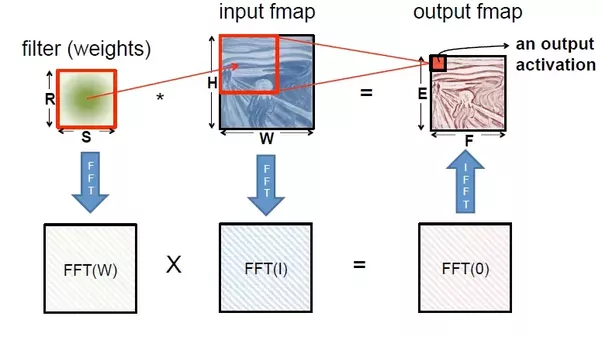 filter (weights)
input fmap
output fmap
an output
activation
R
S
*
H
W
=
E
F
FFT
FFT
IFFT
FFT(W)
X
FFT(I)
=
FFT(0)